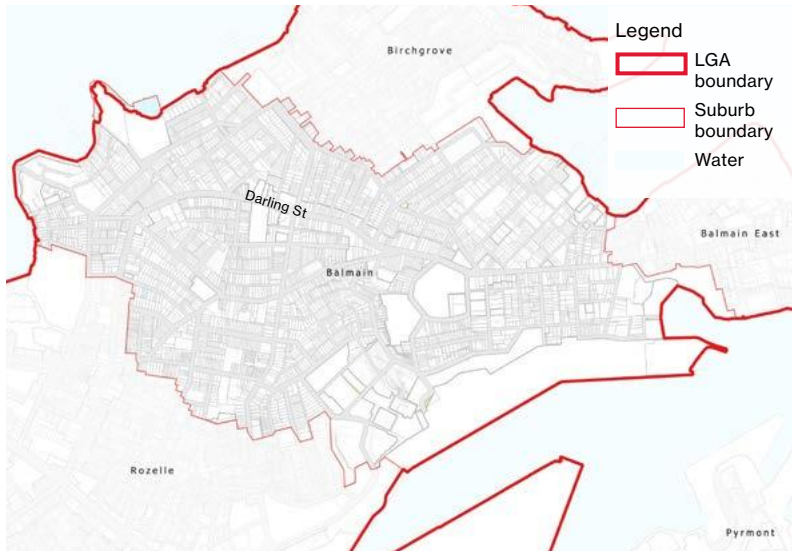 Birchgrove
Legend
LGA
boundary
Suburb
boundary
Water
Darling St
Balmain East
Balmain
Rozelle
Pyrmont